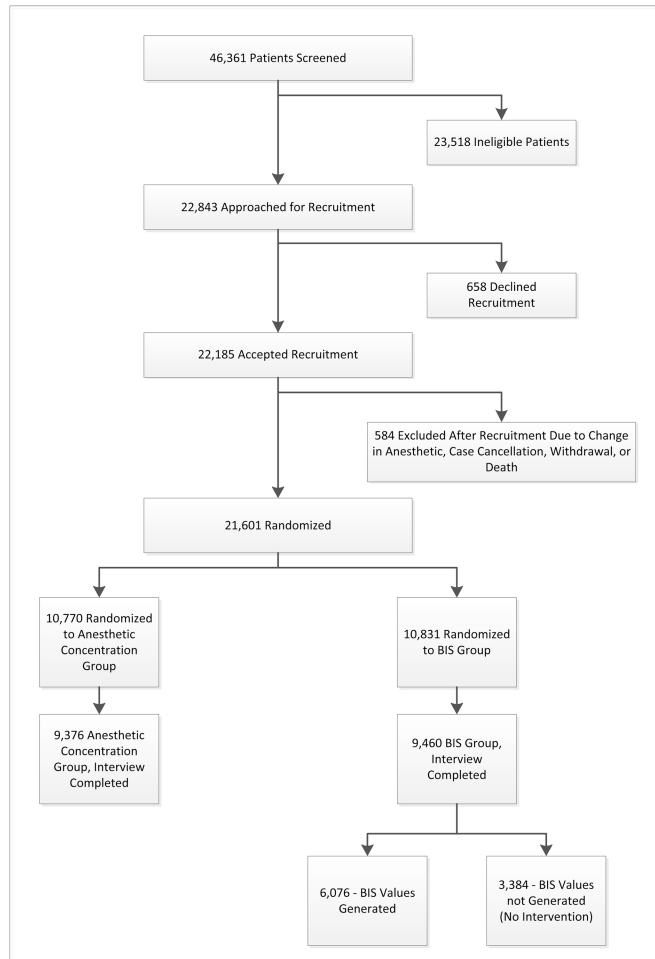 46,361 Patients Screened
23,518 Ineligible Patients
22,843 Approached for Recruitment
658 Declined
Recruitment
22,185 Accepted Recruitment
584 Excluded After Recruitment Due to Change
in Anesthetic, Case Cancellation, Withdrawal, or
Death
21,601 Randomized
10,770 Randomized
to Anesthetic
Concentration
Group
10,831 Randomized
to BIS Group
9,376 Anesthetic
Concentration
Group, Interview
Completed
9,460 BIS Group,
Interview
Completed
6,076 - BIS Values
Generated
3,384 - BIS Values
not Generated
(No Intervention)